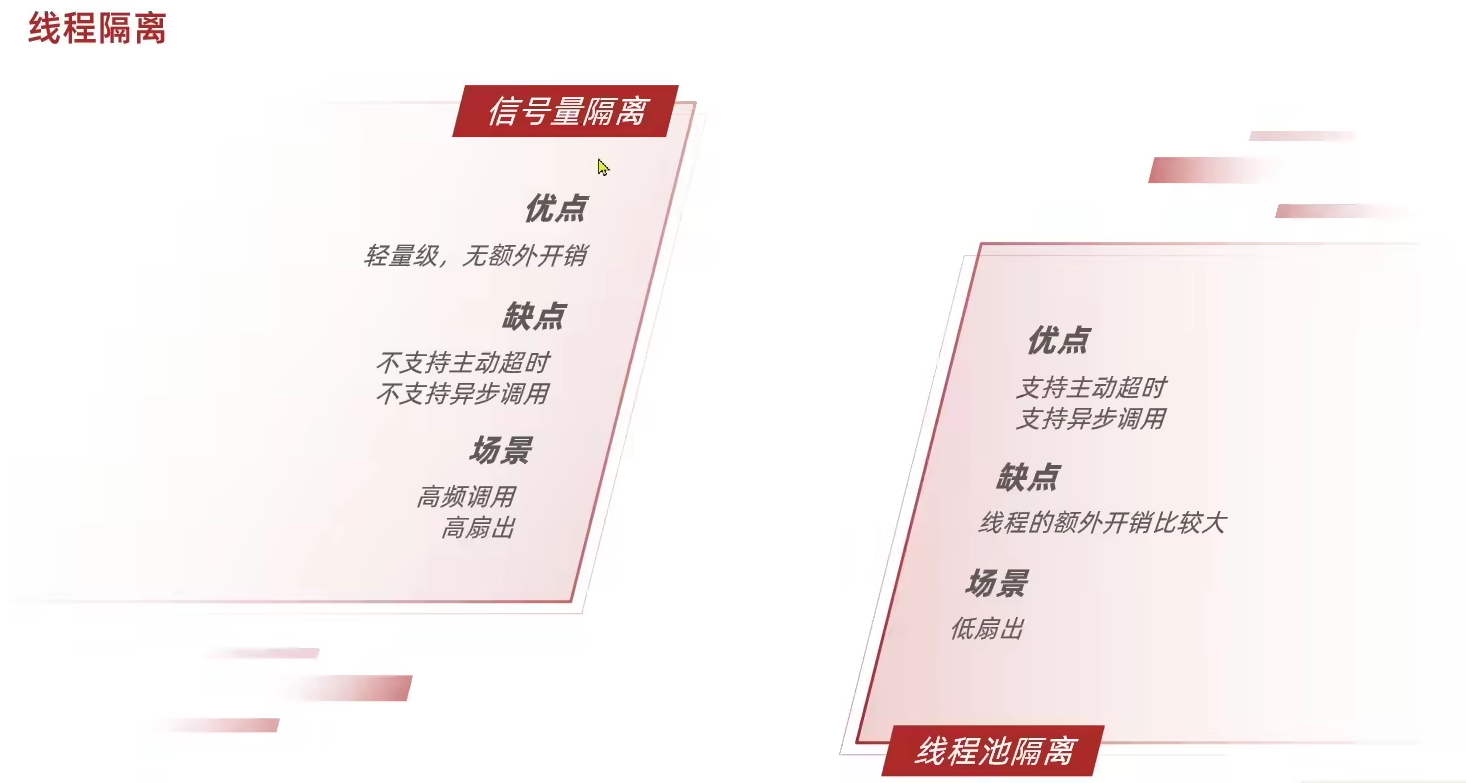 线程隔离
信号量隔离
优点
轻量级，无额外开销
缺点
不支持主动超时
不支持异步调用
场景
高频调用
高扇出
优点
支持主动超时
支持异步调用
缺点
线程的额外开销比较大
场景
低扇出
线程池隔离